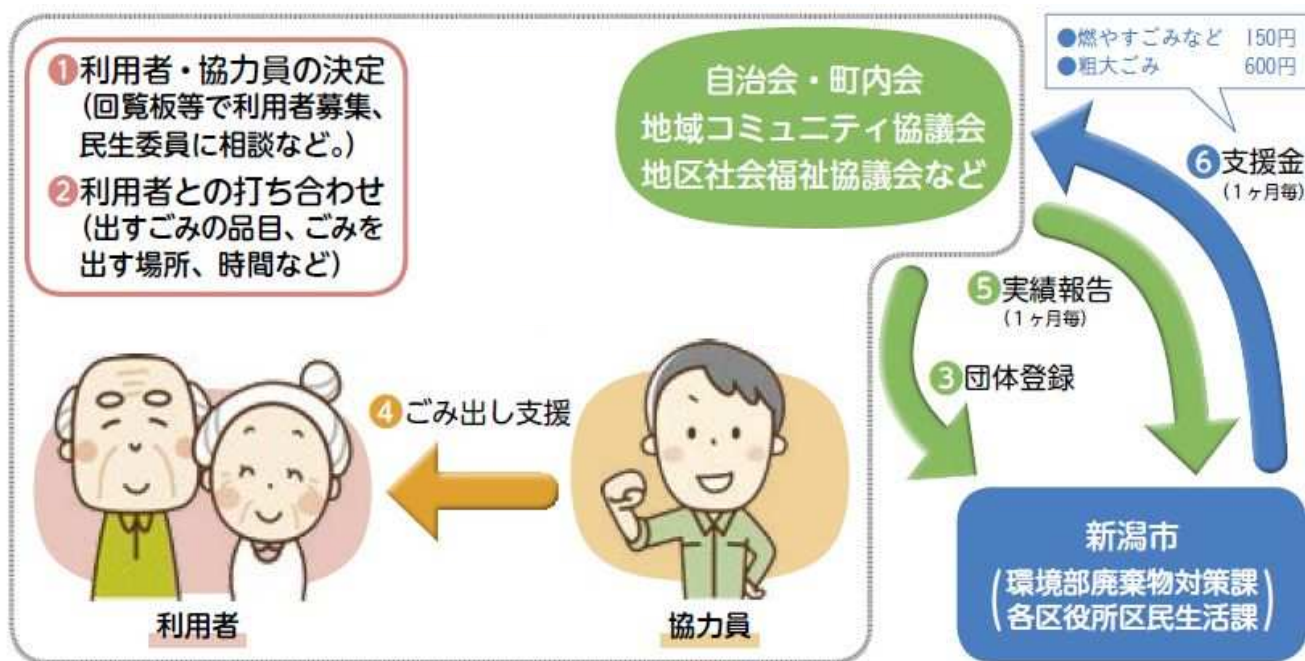 ❶利用者・協力員の決定
(回覧板等で利用者募集、
民生委員に相談など。)
❷利用者との打ち合わせ
(出すごみの品目、ごみを
出す場所、時間など)
自治会・町内会
地域コミュニティ協議会
地区社会福祉協議会など
●燃やすごみなど 150円
●粗大ごみ 600円
❻支援金
(1ヶ月毎)
❺実績報告
(1ヶ月毎)
❸団体登録
❹ごみ出し支援
利用者
協力員
新潟市
(環境部廃棄物対策課
各区役所区民生活課)